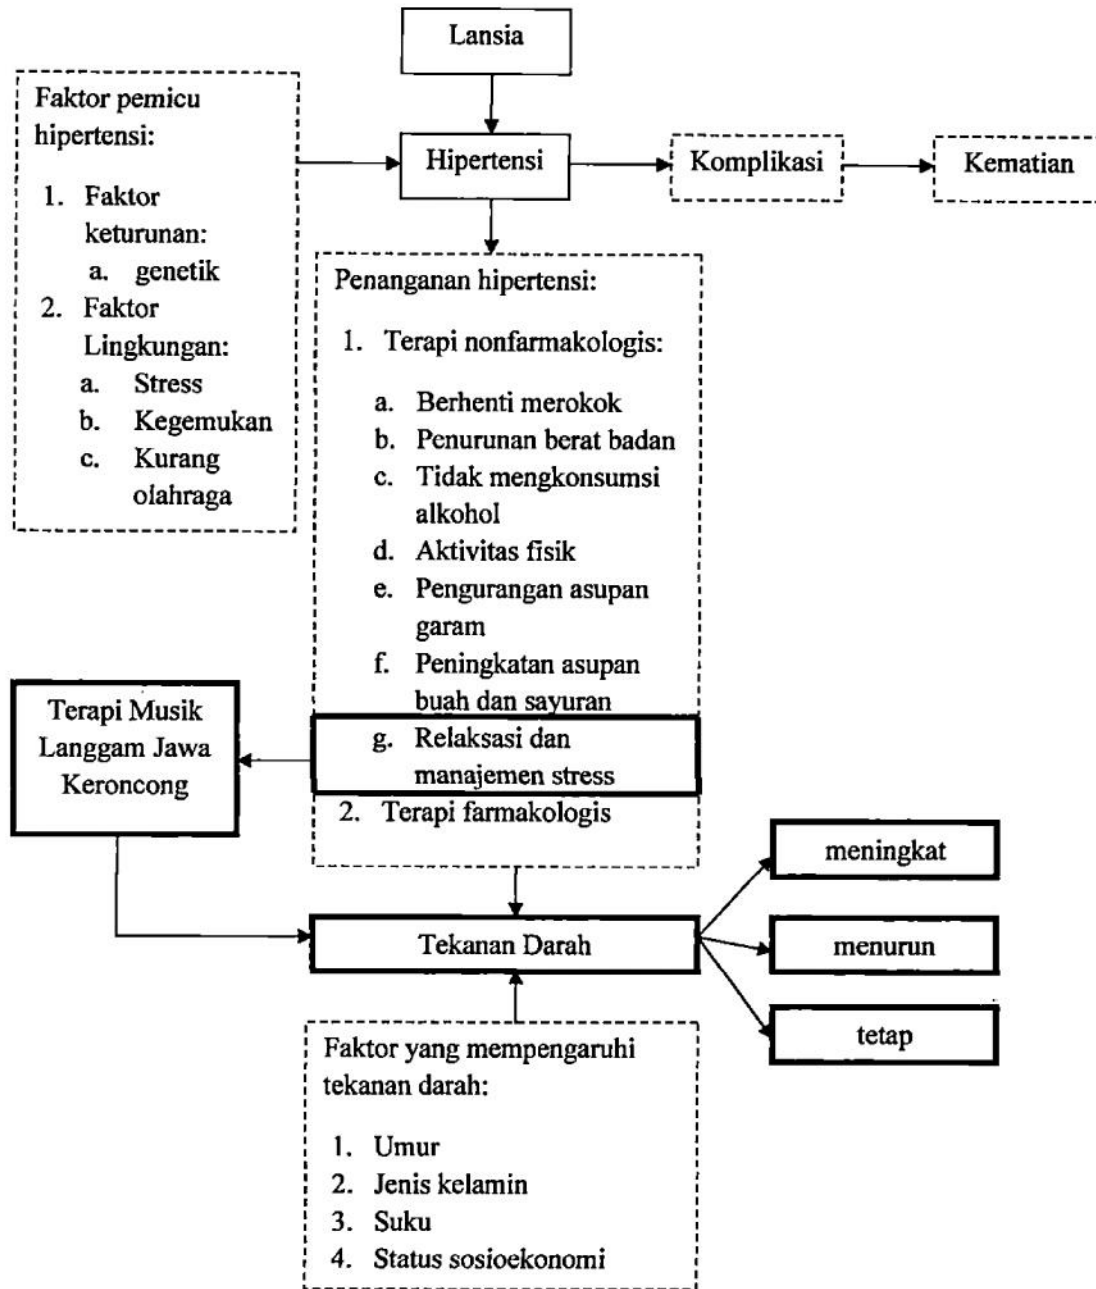 Lansia
Faktor pemicu
hipertensi:
1. Faktor
keturunan:
a. genetik
2. Faktor
Lingkungan:
a. Stress
b. Kegemukan
c. Kurang
olahraga
Hipertensi
Komplikasi
Kematian
Penanganan hipertensi:
1. Terapi nonfarmakologis:
a. Berhenti merokok
b. Penurunan berat badan
c. Tidak mengkonsumsi
alkohol
d. Aktivitas fisik
e. Pengurangan asupan
garam
f. Peningkatan asupan
buah dan sayuran
g. Relaksasi dan
manajemen stress
2. Terapi farmakologis
Terapi Musik
Langgam Jawa
Keroncong
Tekanan Darah
meningkat
menurun
tetap
Faktor yang mempengaruhi
tekanan darah:
1. Umur
2. Jenis kelamin
3. Suku
4. Status sosioekonomi